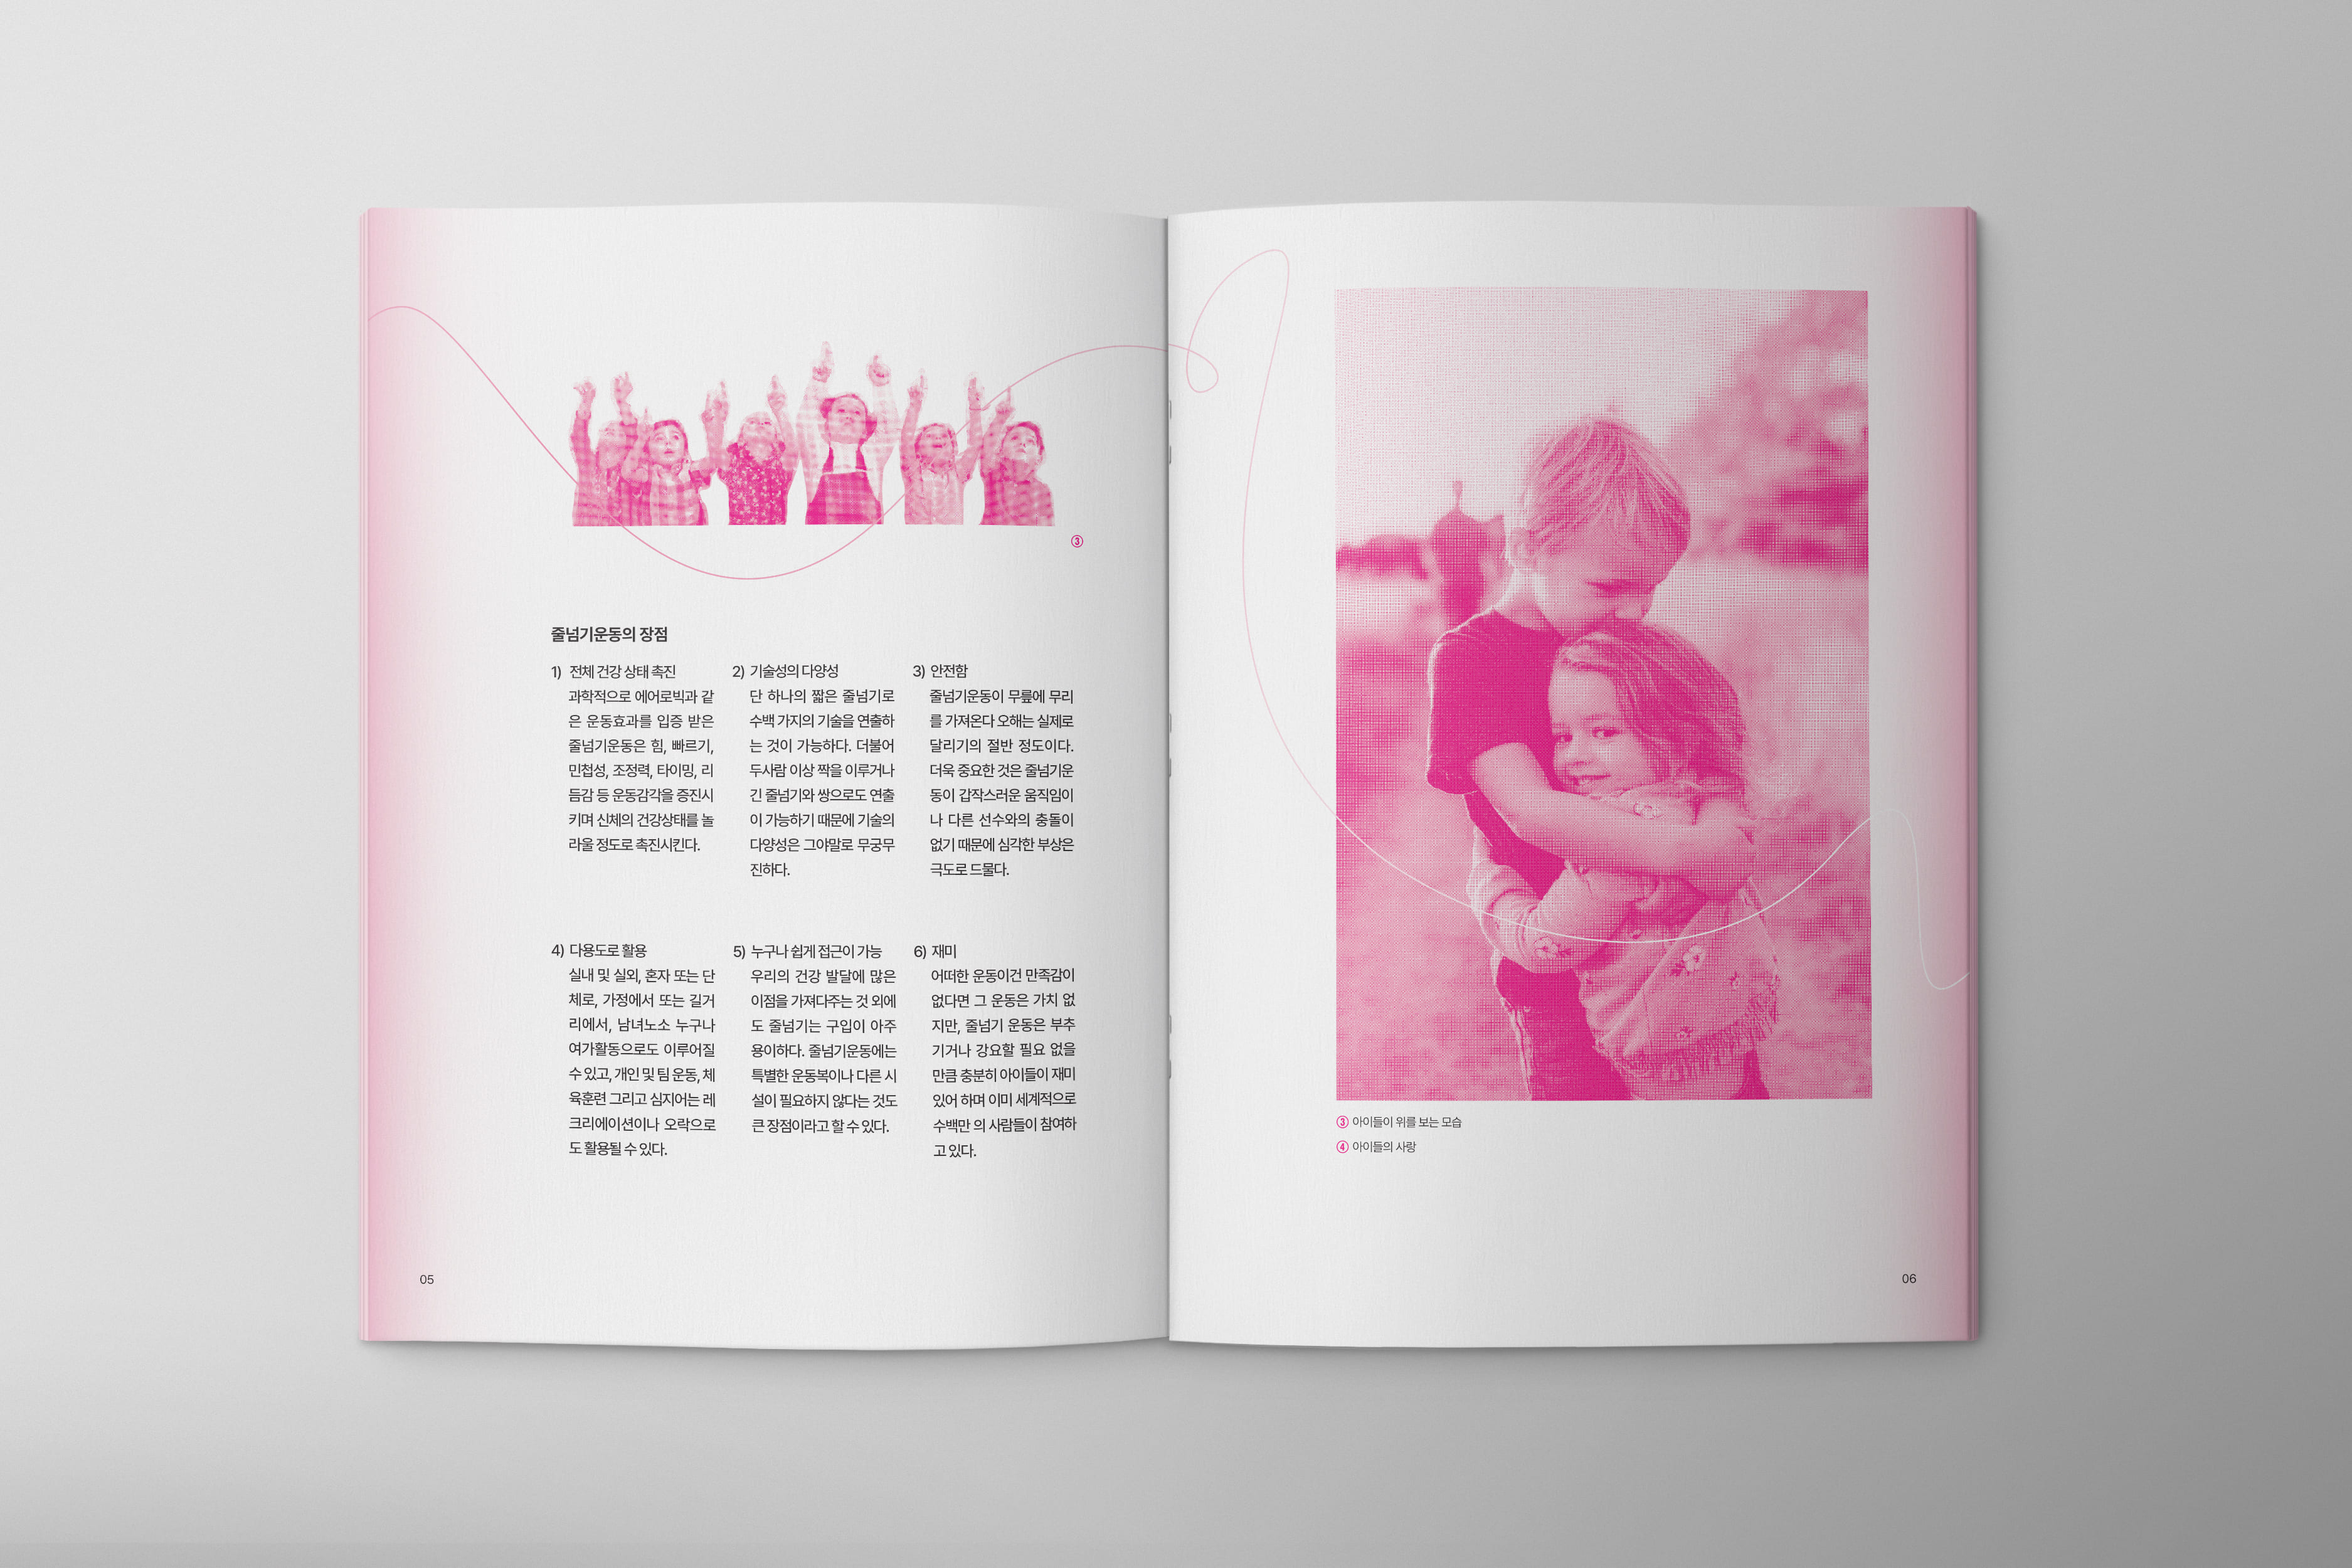 ③
줄넘기운동의 장점
1) 전체 건강 상태 촉진
과학적으로 에어로빅과 같
은 운동효과를 입증 받은
줄넘기운동은 힘, 빠르기,
민첩성, 조정력, 타이밍, 리
듬감 등 운동감각을 증진시
키며 신체의 건강상태를 놀
라울 정도로 촉진시킨다.
2) 기술성의 다양성
단 하나의 짧은 줄넘기로
수백 가지의 기술을 연출하
는 것이 가능하다. 더불어
두사람 이상 짝을 이루거나
긴 줄넘기와 쌍으로도 연출
이 가능하기 때문에 기술의
다양성은 그야말로 무궁무
진하다.
3) 안전함
줄넘기운동이 무릎에 무리
를 가져온다 오해는 실제로
달리기의 절반 정도이다.
더욱 중요한 것은 줄넘기운
동이 갑작스러운 움직임이
나 다른 선수와의 충돌이
없기 때문에 심각한 부상은
극도로 드물다.
4) 다용도로 활용
실내 및 실외, 혼자 또는 단
체로, 가정에서 또는 길거
리에서, 남녀노소 누구나
여가활동으로도 이루어질
수 있고, 개인 및 팀 운동, 체
육훈련 그리고 심지어는 레
크리에이션이나 오락으로
도 활용될 수 있다.
5) 누구나 쉽게 접근이 가능
우리의 건강 발달에 많은
이점을 가져다주는 것 외에
도 줄넘기는 구입이 아주
용이하다. 줄넘기운동에는
특별한 운동복이나 다른 시
설이 필요하지 않다는 것도
큰 장점이라고 할 수 있다.
6) 재미
어떠한 운동이건 만족감이
없다면 그 운동은 가치 없
지만, 줄넘기 운동은 부추
기거나 강요할 필요 없을
만큼 충분히 아이들이 재미
있어 하며 이미 세계적으로
수백만 의 사람들이 참여하
고 있다.
05
③ 아이들이 위를 보는 모습
④ 아이들의 사랑
06